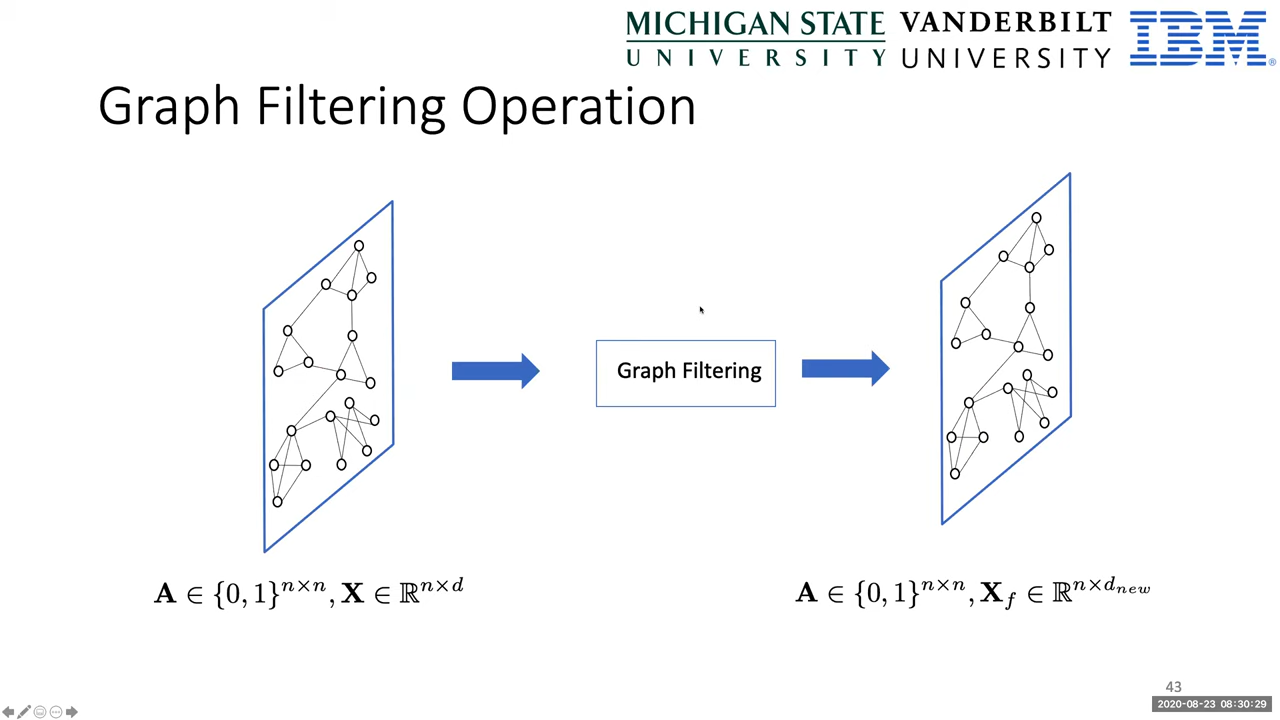 MICHIGAN STATE
UNIVERSITY
VANDERBILT
UNIVERSITY
IBM®
Graph Filtering Operation
Graph Filtering
𝐀 ∈ {0, 1}^{n×n}, 𝐗 ∈ ℝ^{n×d}
𝐀 ∈ {0, 1}^{n×n}, 𝐗_f ∈ ℝ^{n×d_{new}}
43
2020-08-23 08:30:29